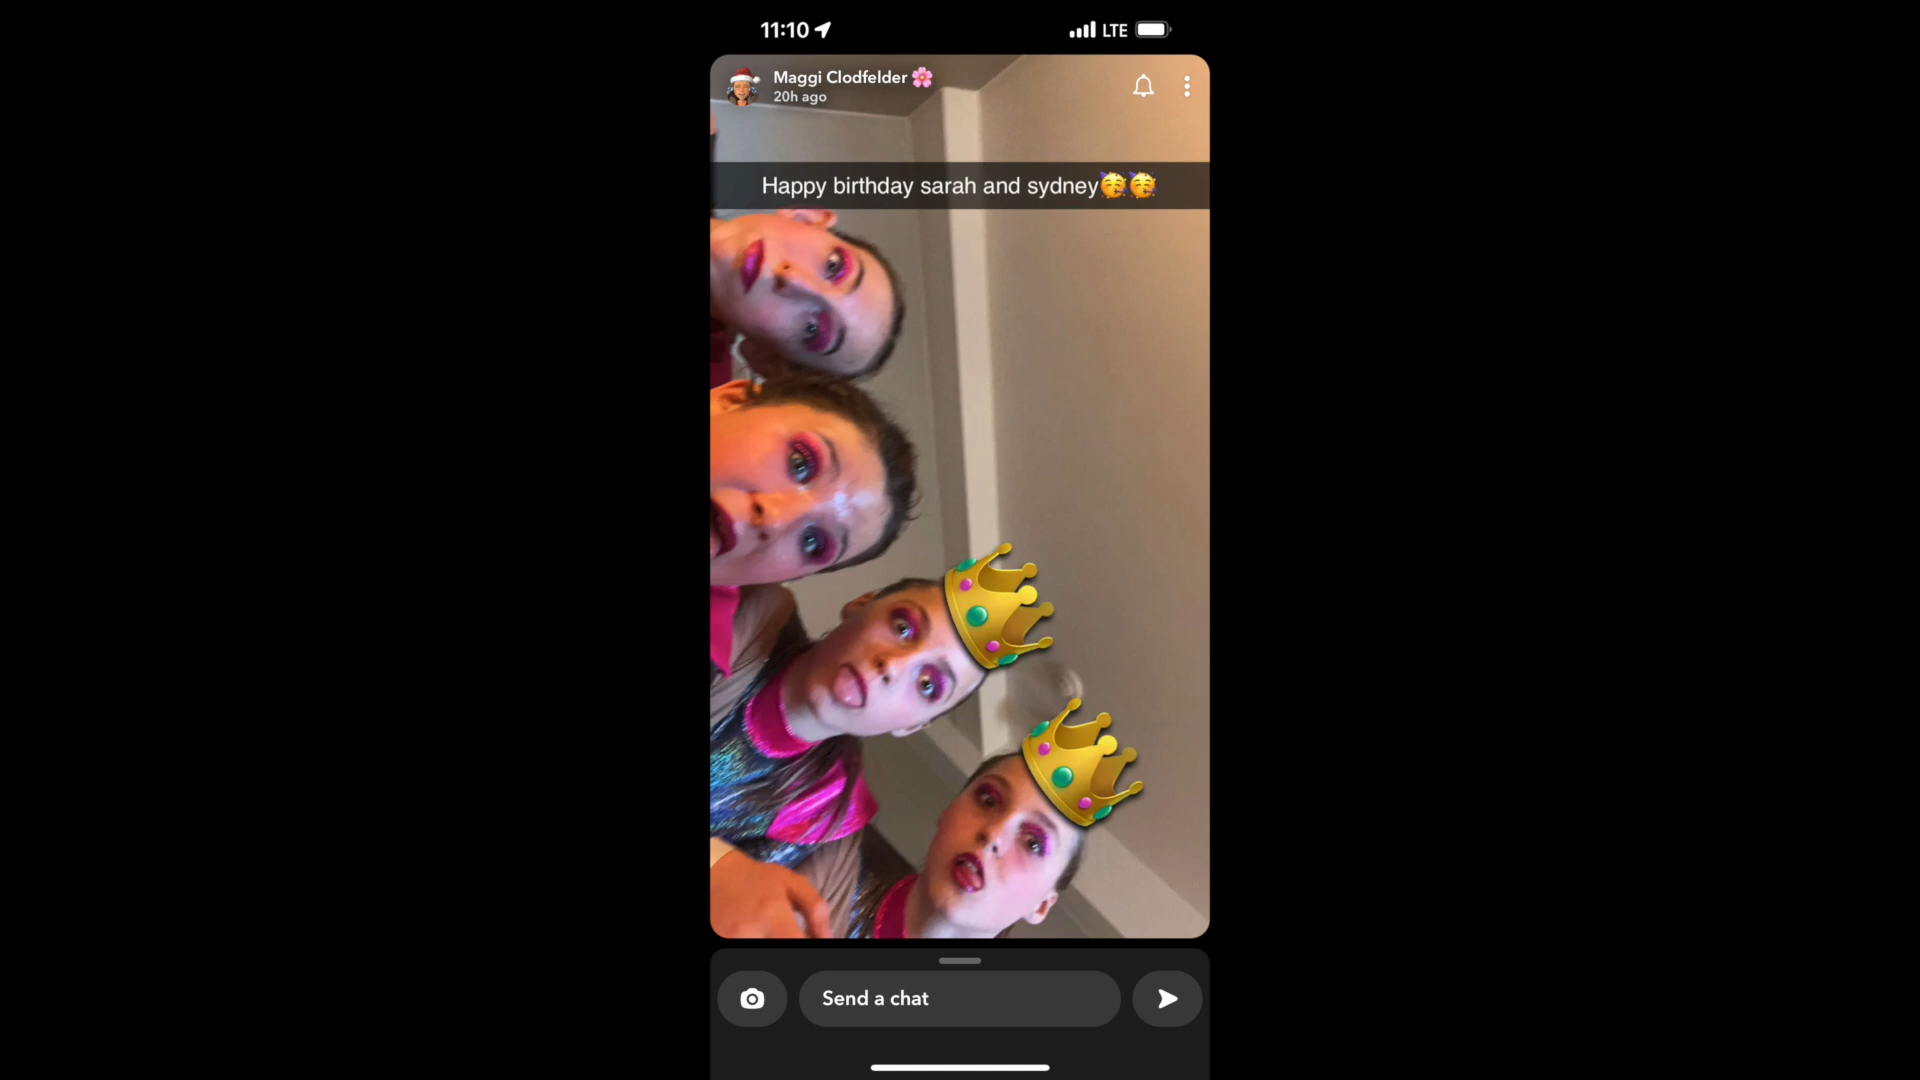 11:10 LTE
Maggi Clodfelder🌸
20h ago
Happy birthday sarah and sydney🥳🥳
Send a chat